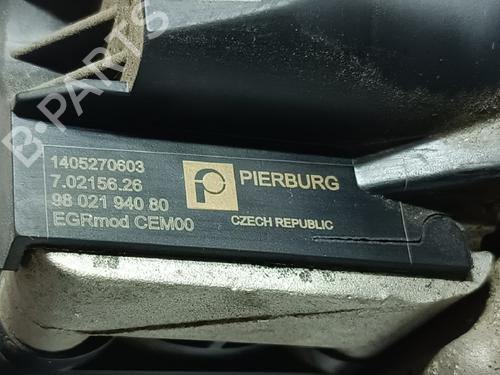 B-PARTS
1405270603
7.02156.26
98 021 940 80
EGRmod CEM00
PIERBURG
CZECH REPUBLIC